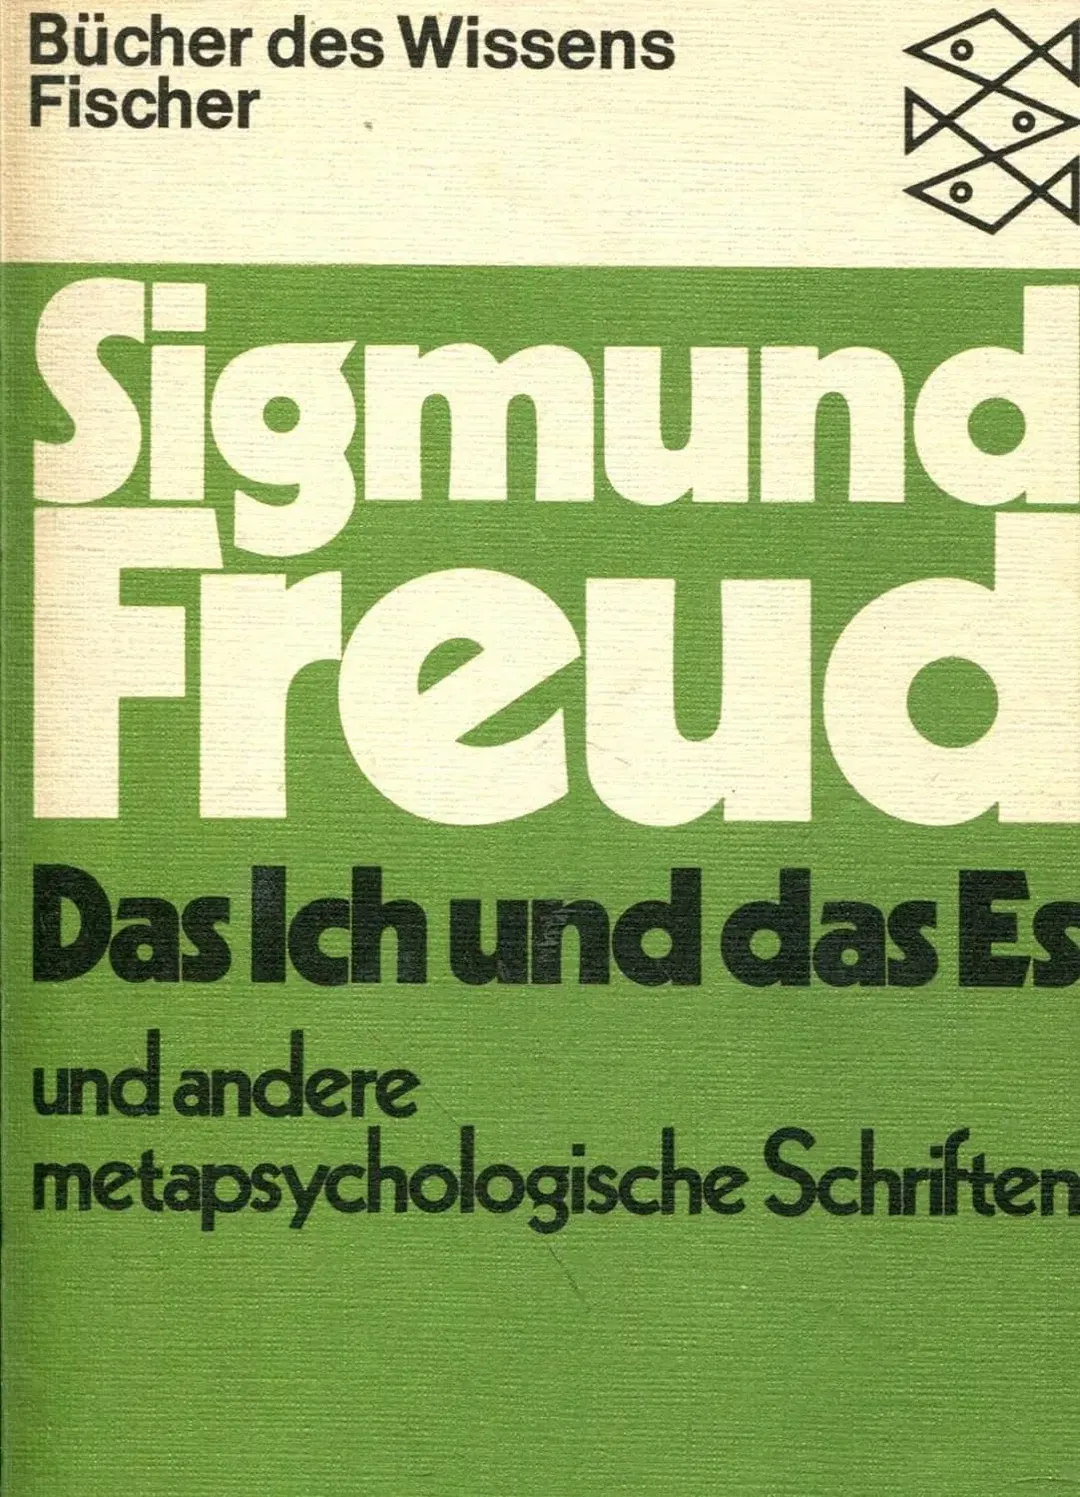 Bücher des Wissens
Fischer
Sigmund
Freud
Das Ich und das Es
und andere
metapsychologische Schriften